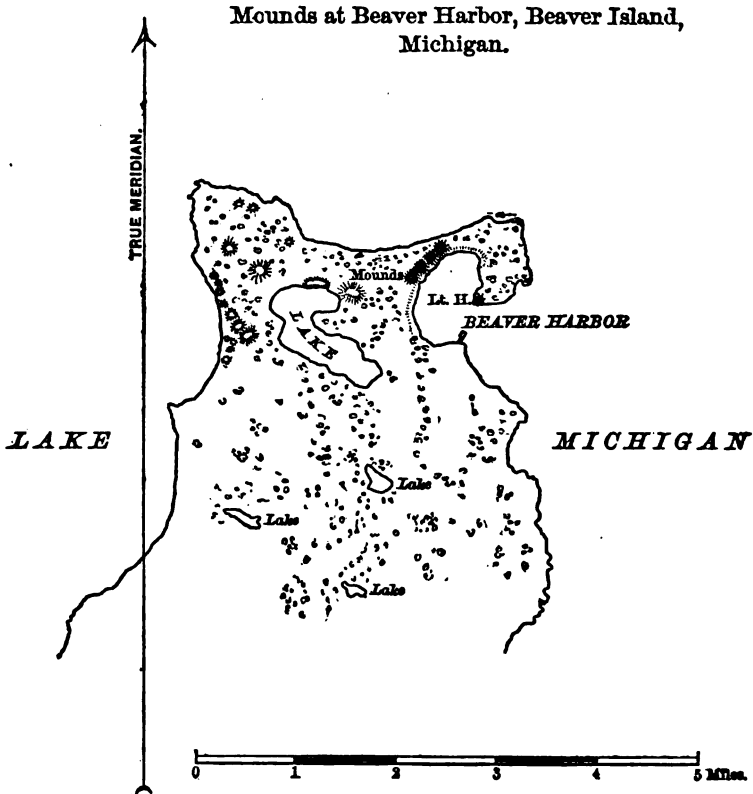 Mounds at Beaver Harbor, Beaver Island,
Michigan.
TRUE MERIDIAN.
Mounds
Lt. H.
BEAVER HARBOR
LAKE
LAKE MICHIGAN
Lake
Lake
Lake
0 1 2 3 4 5 Miles.